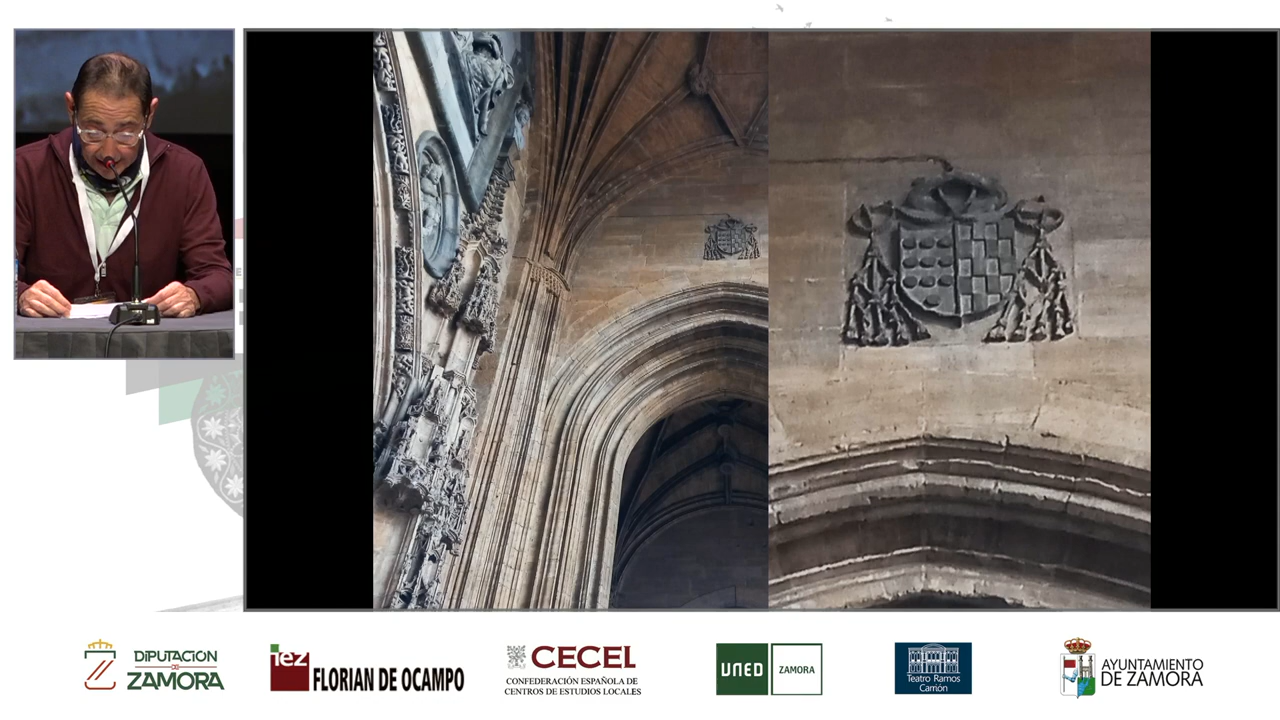 DIPUTACIÓN
ZAMORA
iez
FLORIAN DE OCAMPO
CECEL
CONFEDERACIÓN ESPAÑOLA DE
CENTROS DE ESTUDIOS LOCALES
UNED
ZAMORA
Teatro Ramos
Carrión
AYUNTAMIENTO
DE ZAMORA